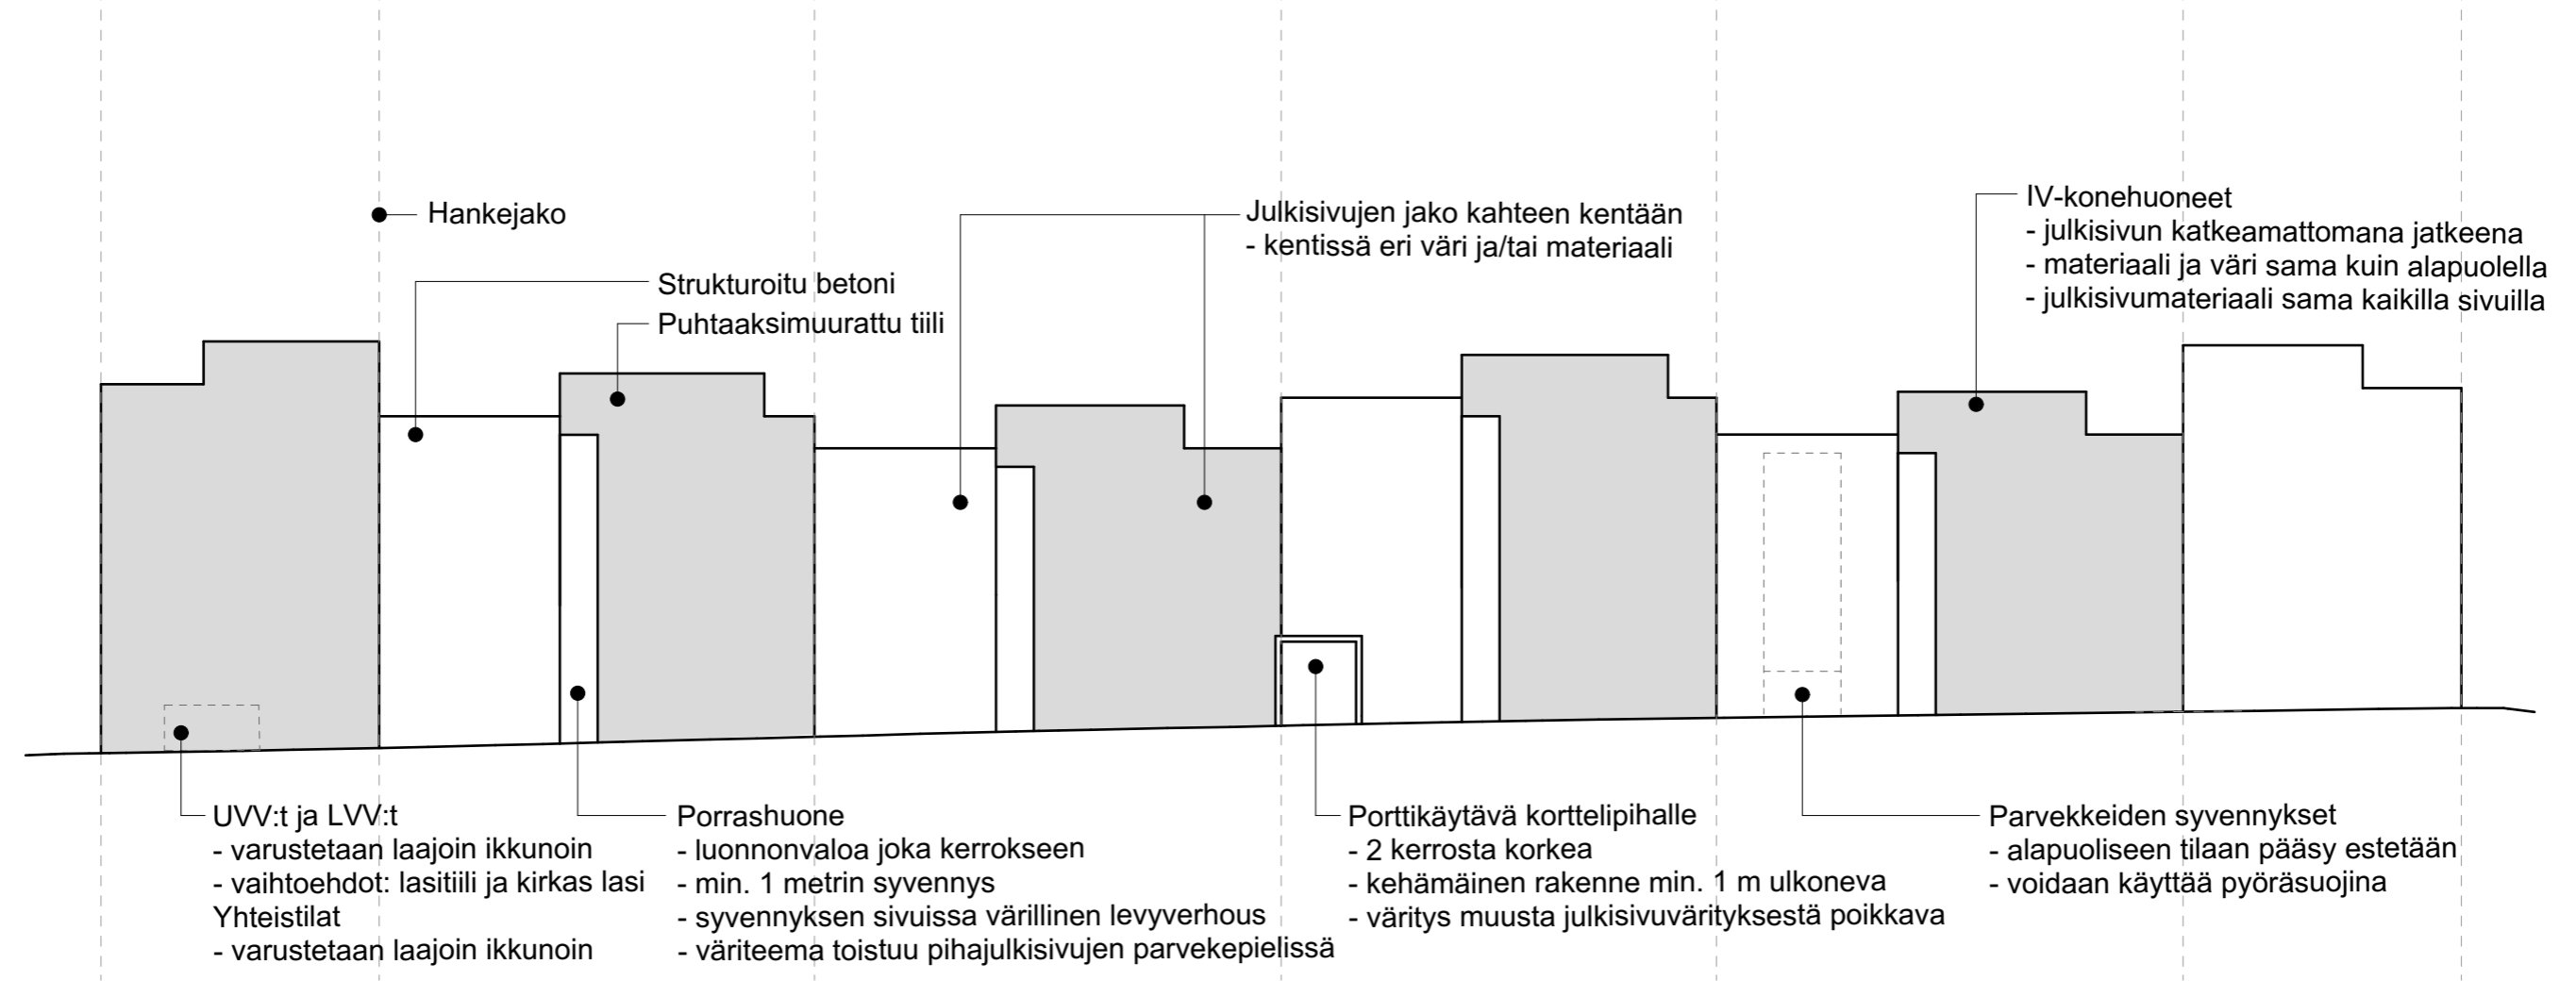 Hankejako
Strukturoitu betoni
Puhtaaksimuurattu tiili
Julkisivujen jako kahteen kentään
- kentissä eri väri ja/tai materiaali
IV-konehuoneet
- julkisivun katkeamattomana jatkeena
- materiaali ja väri sama kuin alapuolella
- julkisivumateriaali sama kaikilla sivuilla
UVV:t ja LVV:t
- varustetaan laajoin ikkunoin
- vaihtoehdot: lasitiili ja kirkas lasi
Yhteistilat
- varustetaan laajoin ikkunoin
Porrashuone
- luonnonvaloa joka kerrokseen
- min. 1 metrin syvennys
- syvennyksen sivuissa värillinen levyverhous
- väriteema toistuu pihajulkisivujen parvekepielissä
Porttikäytävä korttelipihalle
- 2 kerrosta korkea
- kehämäinen rakenne min. 1 m ulkoneva
- väritys muusta julkisivuvärityksestä poikkava
Parvekkeiden syvennykset
- alapuoliseen tilaan pääsy estetään
- voidaan käyttää pyöräsuojina